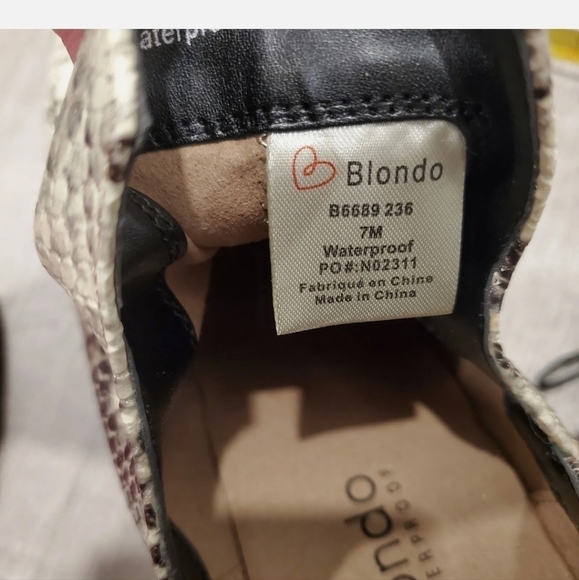 Blondo
B6689 236
7M
Waterproof
PO#:N02311
Fabriqué en Chine
Made in China